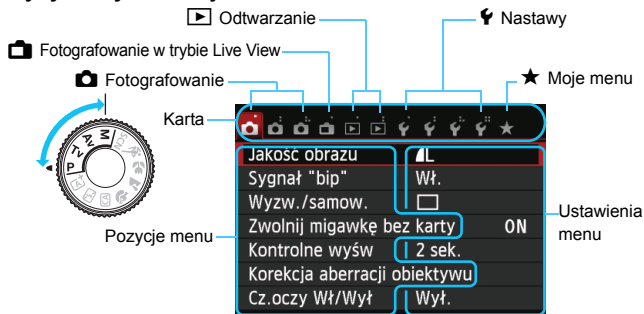 Odtwarzanie
Nastawy
Fotografowanie w trybie Live View
Fotografowanie
Moje menu
Karta
Jakość obrazu L
Sygnał "bip" Wł.
Wyzw./samow.
Zwolnij migawkę bez karty ON
Ustawienia menu
Pozycje menu
Kontrolne wyśw 2 sek.
Korekcja aberracji obiektywu
Cz.oczy Wł/Wył Wył.
M
Av
Tv
P